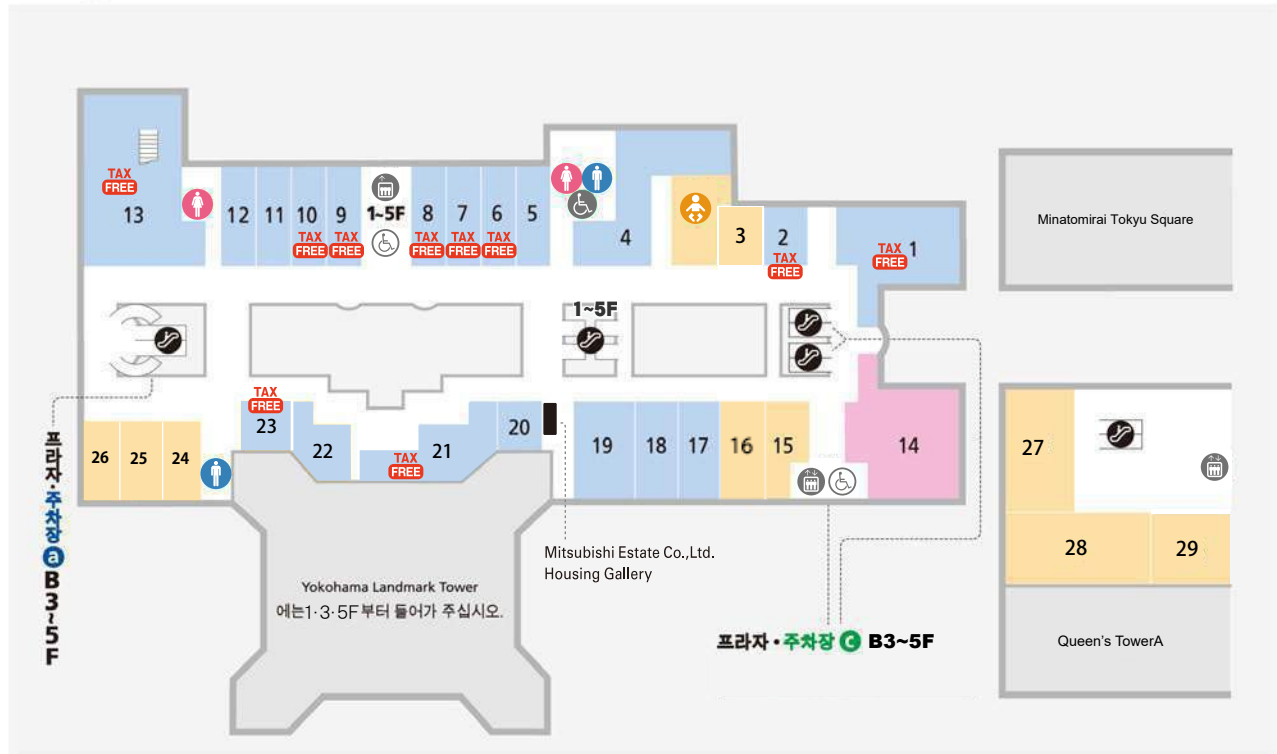 TAX
FREE
13
12
11
10
TAX
FREE
9
TAX
FREE
1~5F
8
TAX
FREE
7
TAX
FREE
6
TAX
FREE
5
4
3
2
TAX
FREE
TAX
FREE
1
Minatomirai Tokyu Square
1~5F
26
25
24
TAX
FREE
23
22
TAX
FREE
21
20
19
18
17
16
15
14
27
28
29
프라자·주차장 a B3~5F
Mitsubishi Estate Co.,Ltd.
Housing Gallery
Yokohama Landmark Tower
에는1·3·5F부터 들어가 주십시오.
프라자·주차장 C B3~5F
Queen's TowerA